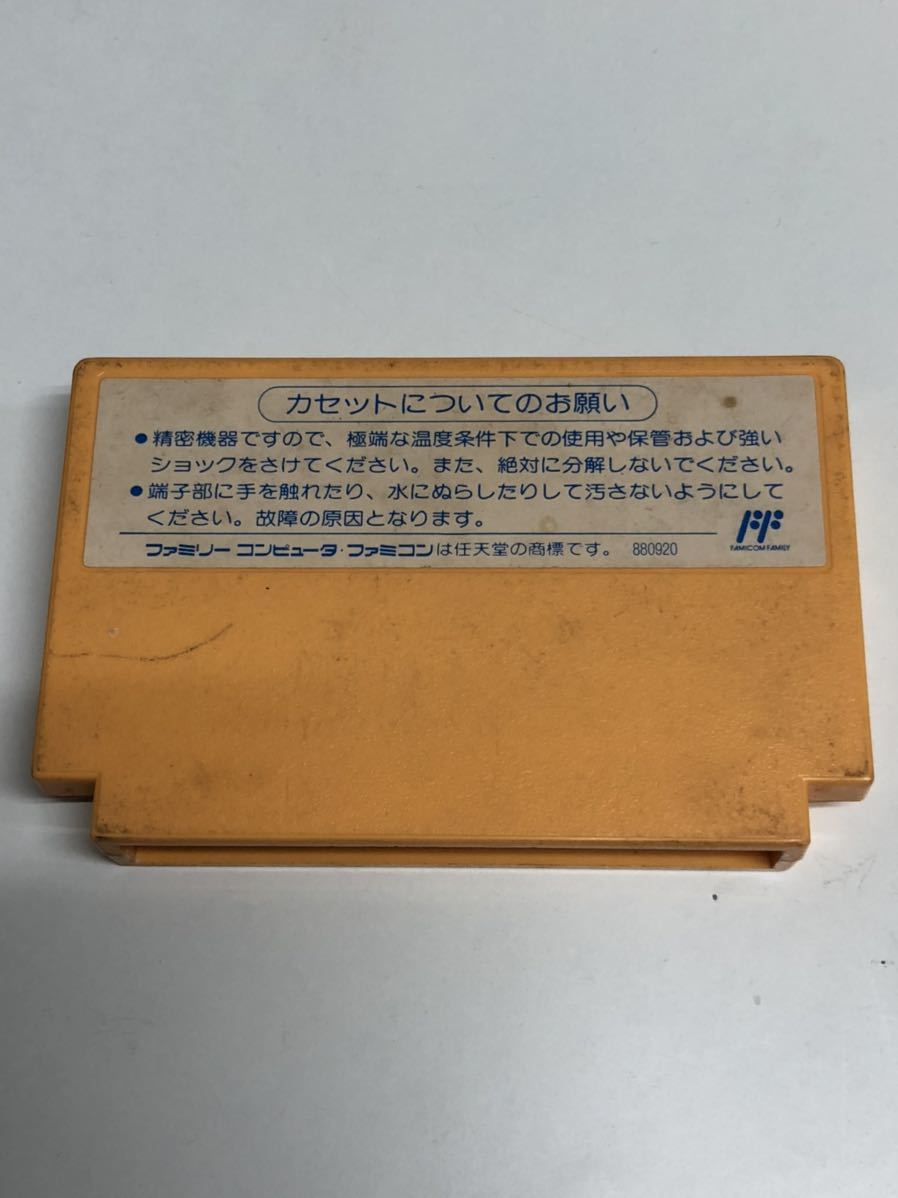 カセットについてのお願い
●精密機器ですので、極端な温度条件下での使用や保管および強い
ショックをさけてください。また、絶対に分解しないでください。
●端子部に手を触れたり、水にぬらしたりして汚さないようにして
ください。故障の原因となります。
FF
FAMICOM FAMILY
ファミリー コンピュータ・ファミコンは任天堂の商標です。 880920